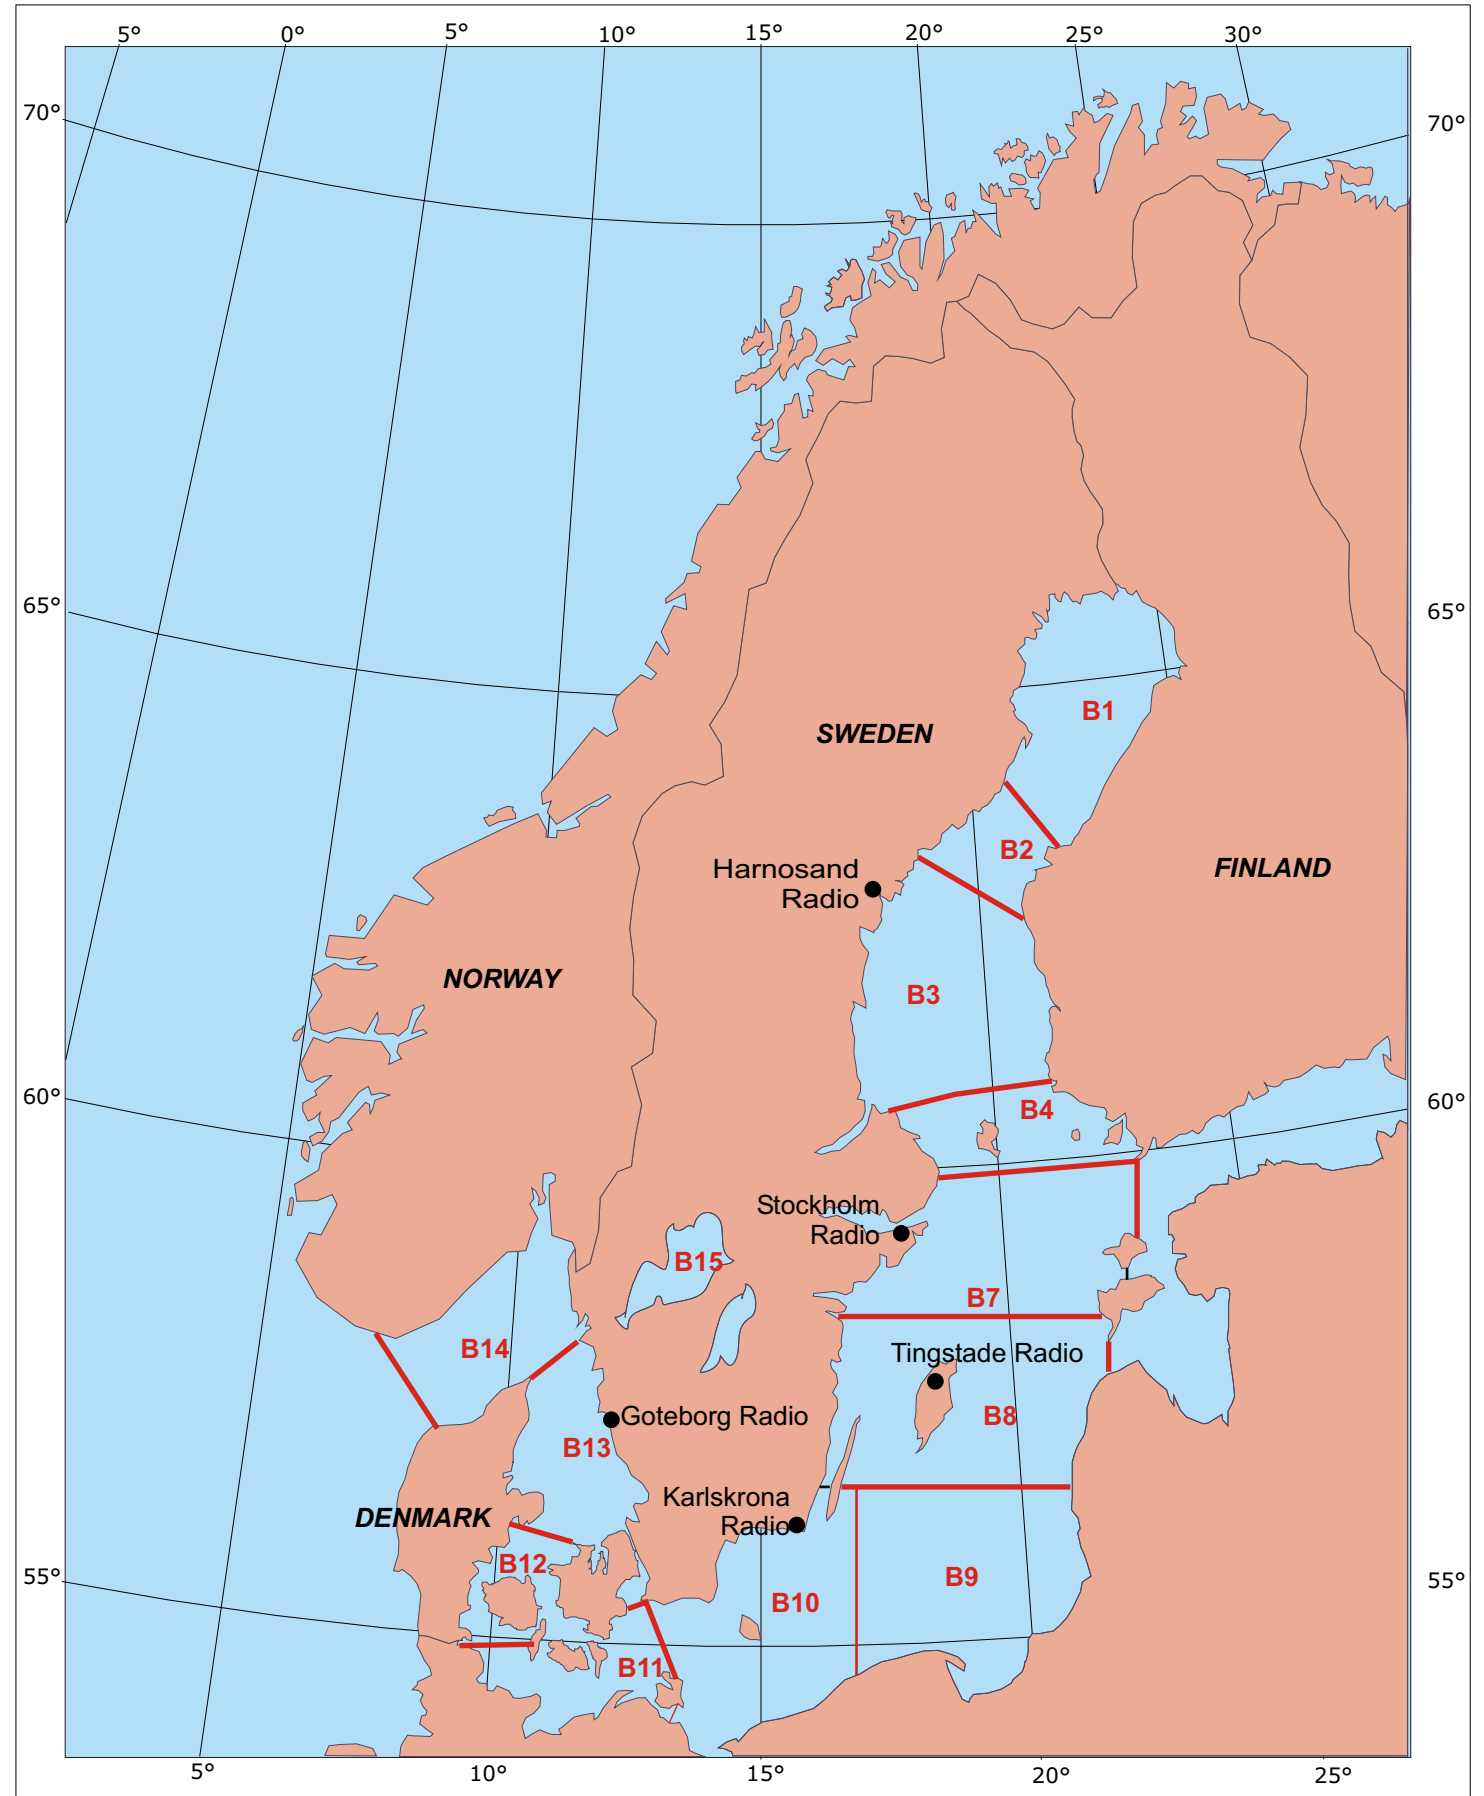 5° 0° 5° 10° 15° 20° 25° 30°
70° 70°
65° 65°
B1
SWEDEN
B2
Harnosand
Radio
FINLAND
NORWAY
B3
60° 60°
B4
Stockholm
Radio
B15
B7
B14
Tingstade Radio
Goteborg Radio
B8
B13
Karlskrona
Radio
DENMARK
B12
55° 55°
B9
B10
B11
5° 10° 15° 20° 25°